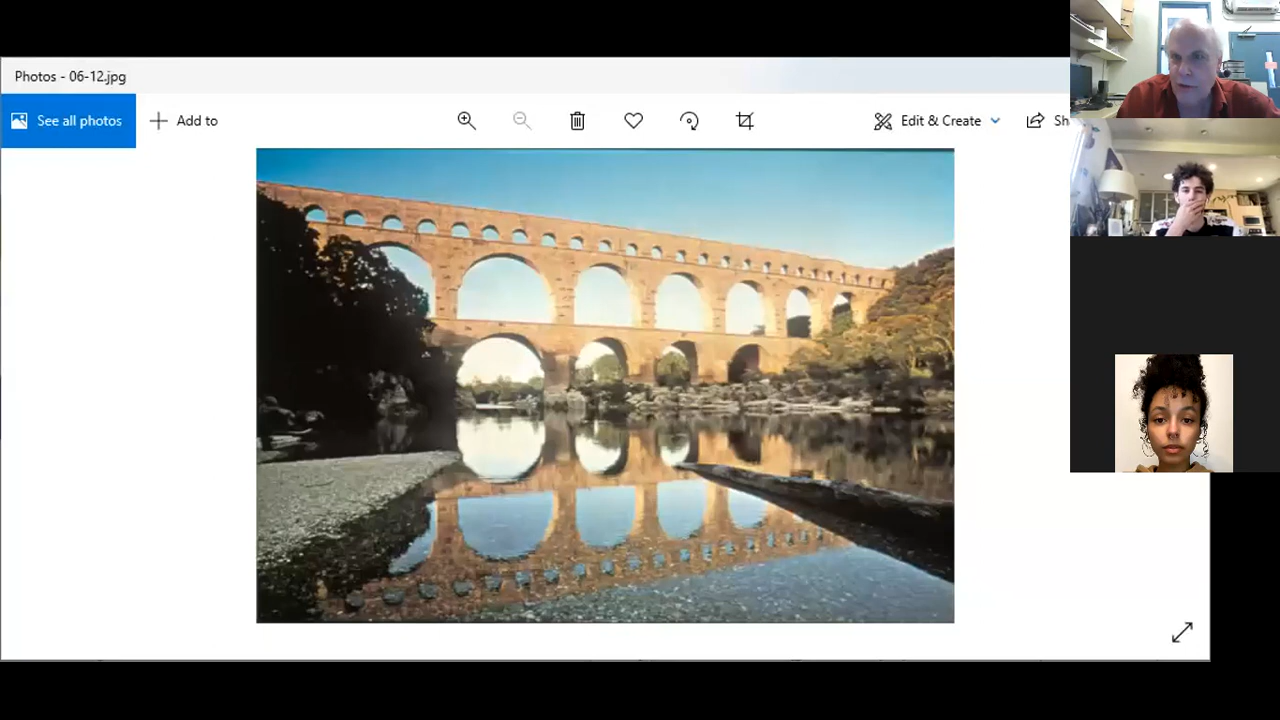 Photos - 06-12.jpg
See all photos
Add to
Edit & Create
Sh